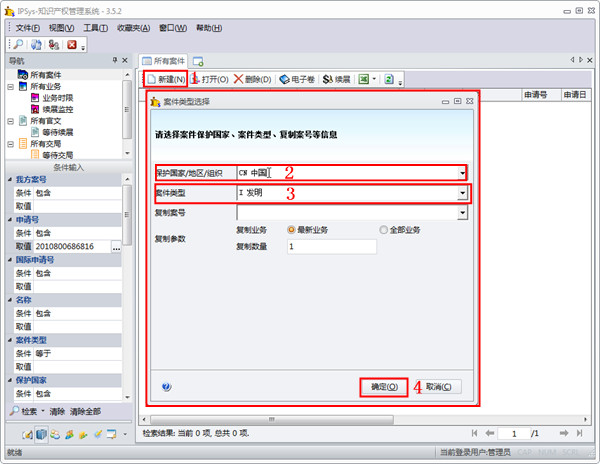 IPSys-知识产权管理系统 - 3.5.2
文件(F) 视图(V) 工具(T) 收藏夹(A) 窗口(W) 帮助(H)
导航
所有案件
所有业务
业务时限
续展监控
所有官文
等待续展
所有交局
等待交局
条件输入
我方案号
条件 包含
取值
申请号
条件 包含
取值 2010800686816 ...
国际申请号
条件 包含
取值
名称
条件 包含
取值
案件类型
条件 等于
取值
保护国家
条件 包含
检索 清除 清除全部
所有案件
新建(N) 1 打开(O) 删除(D) 电子卷 续展
申请号 申请日
案件类型选择
请选择案件保护国家、案件类型、复制案号等信息
保护国家/地区/组织 CN 中国 2
案件类型 I 发明 3
复制案号
复制参数
复制业务 最新业务 全部业务
复制数量 1
确定(O) 4 取消(C)
检索结果: 当前 0 项, 总共 0 项.
1 /1
就绪
当前登录用户:管理员 CAP NUM SCRL